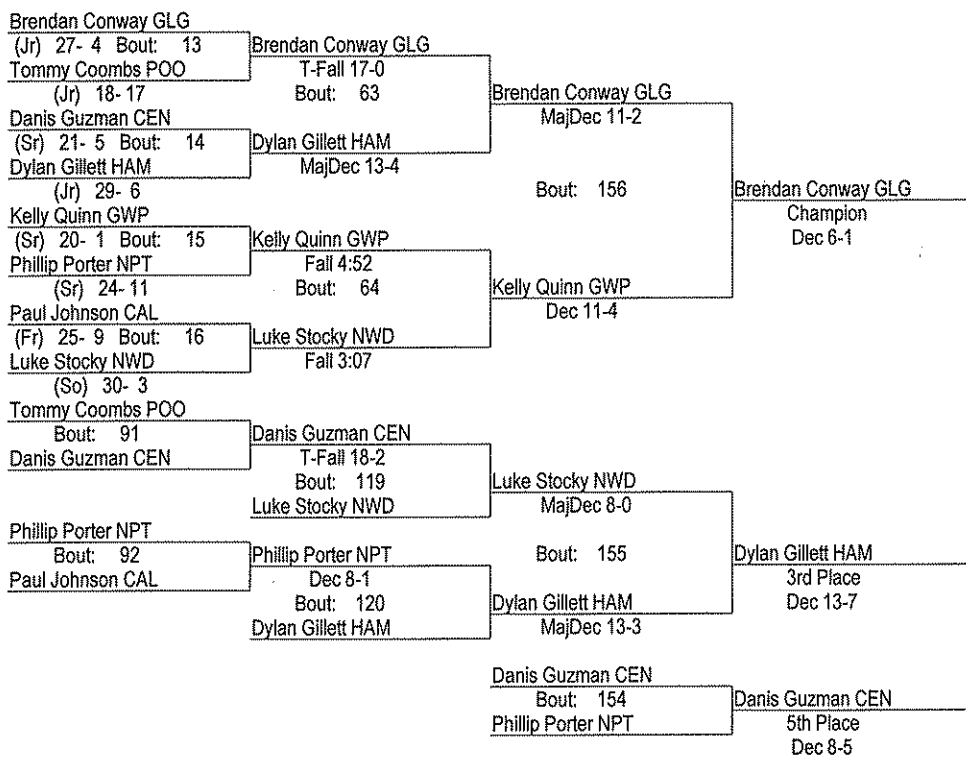 Brendan Conway GLG
(Jr) 27- 4 Bout: 13
Tommy Coombs POO
(Jr) 18- 17
Danis Guzman CEN
(Sr) 21- 5 Bout: 14
Dylan Gillett HAM
(Jr) 29- 6
Kelly Quinn GWP
(Sr) 20- 1 Bout: 15
Phillip Porter NPT
(Sr) 24- 11
Paul Johnson CAL
(Fr) 25- 9 Bout: 16
Luke Stocky NWD
(So) 30- 3
Brendan Conway GLG
T-Fall 17-0
Bout: 63
Dylan Gillett HAM
MajDec 13-4
Kelly Quinn GWP
Fall 4:52
Bout: 64
Luke Stocky NWD
Fall 3:07
Brendan Conway GLG
MajDec 11-2
Bout: 156
Kelly Quinn GWP
Dec 11-4
Brendan Conway GLG
Champion
Dec 6-1
Tommy Coombs POO
Bout: 91
Danis Guzman CEN
Phillip Porter NPT
Bout: 92
Paul Johnson CAL
Danis Guzman CEN
T-Fall 18-2
Bout: 119
Luke Stocky NWD
Phillip Porter NPT
Dec 8-1
Bout: 120
Dylan Gillett HAM
Luke Stocky NWD
MajDec 8-0
Bout: 155
Dylan Gillett HAM
MajDec 13-3
Dylan Gillett HAM
3rd Place
Dec 13-7
Danis Guzman CEN
Bout: 154
Phillip Porter NPT
Danis Guzman CEN
5th Place
Dec 8-5